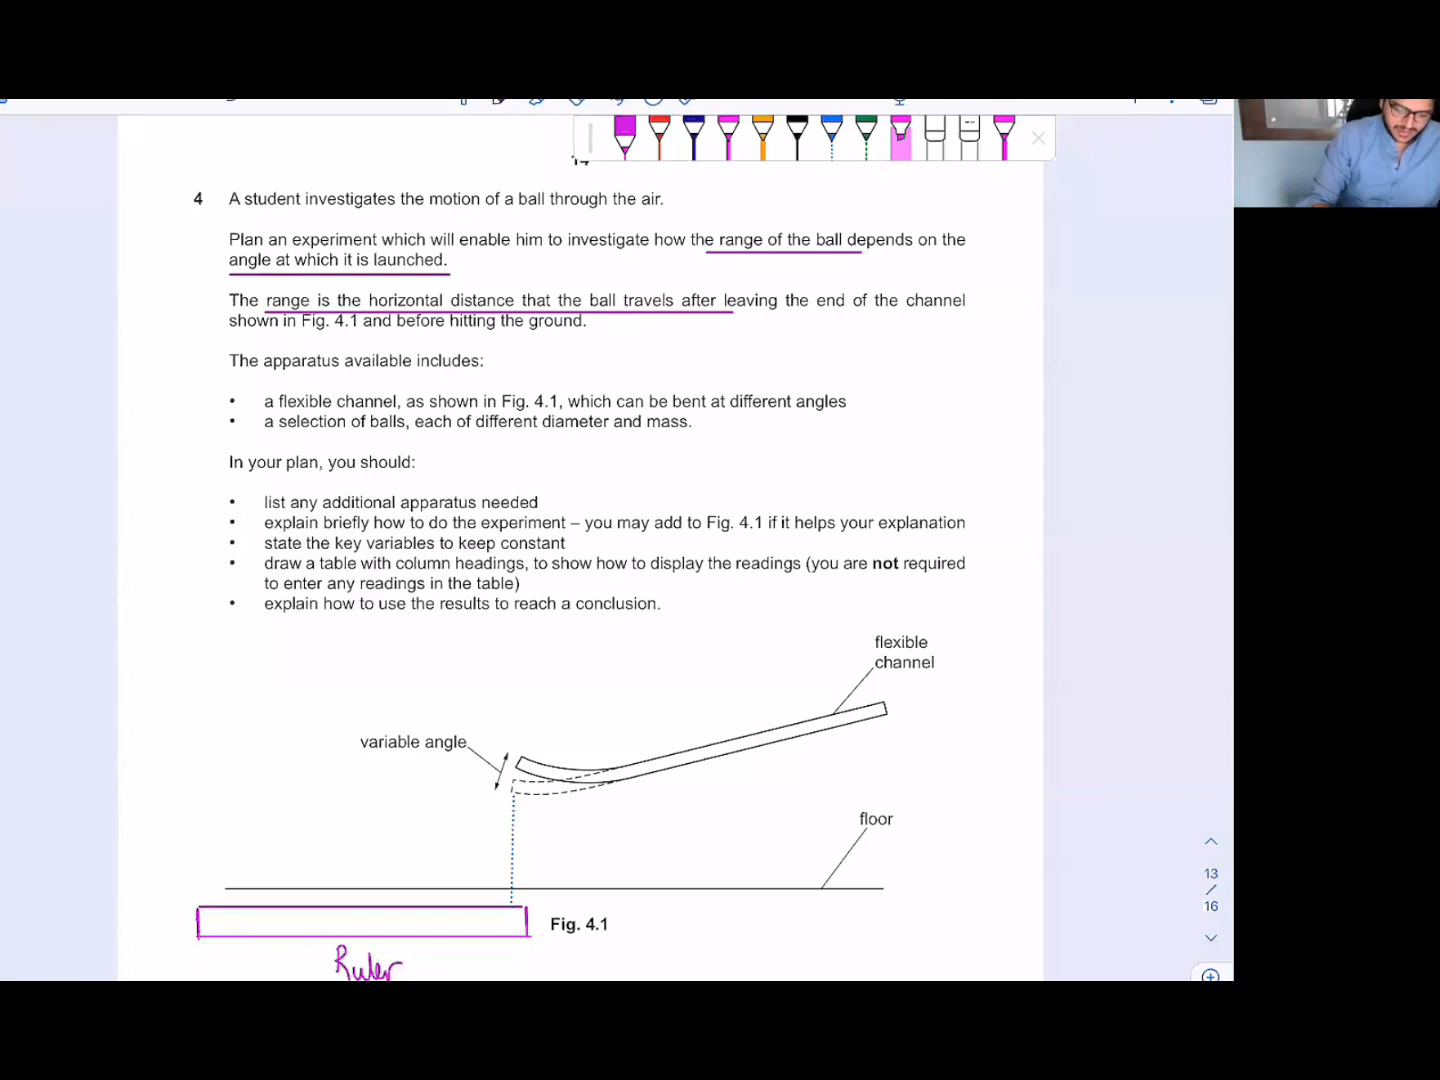 4 A student investigates the motion of a ball through the air.
Plan an experiment which will enable him to investigate how the range of the ball depends on the
angle at which it is launched.
The range is the horizontal distance that the ball travels after leaving the end of the channel
shown in Fig. 4.1 and before hitting the ground.
The apparatus available includes:
• a flexible channel, as shown in Fig. 4.1, which can be bent at different angles
• a selection of balls, each of different diameter and mass.
In your plan, you should:
• list any additional apparatus needed
• explain briefly how to do the experiment – you may add to Fig. 4.1 if it helps your explanation
• state the key variables to keep constant
• draw a table with column headings, to show how to display the readings (you are not required
to enter any readings in the table)
• explain how to use the results to reach a conclusion.
flexible
channel
variable angle
floor
13
/
16
Fig. 4.1
Ruler